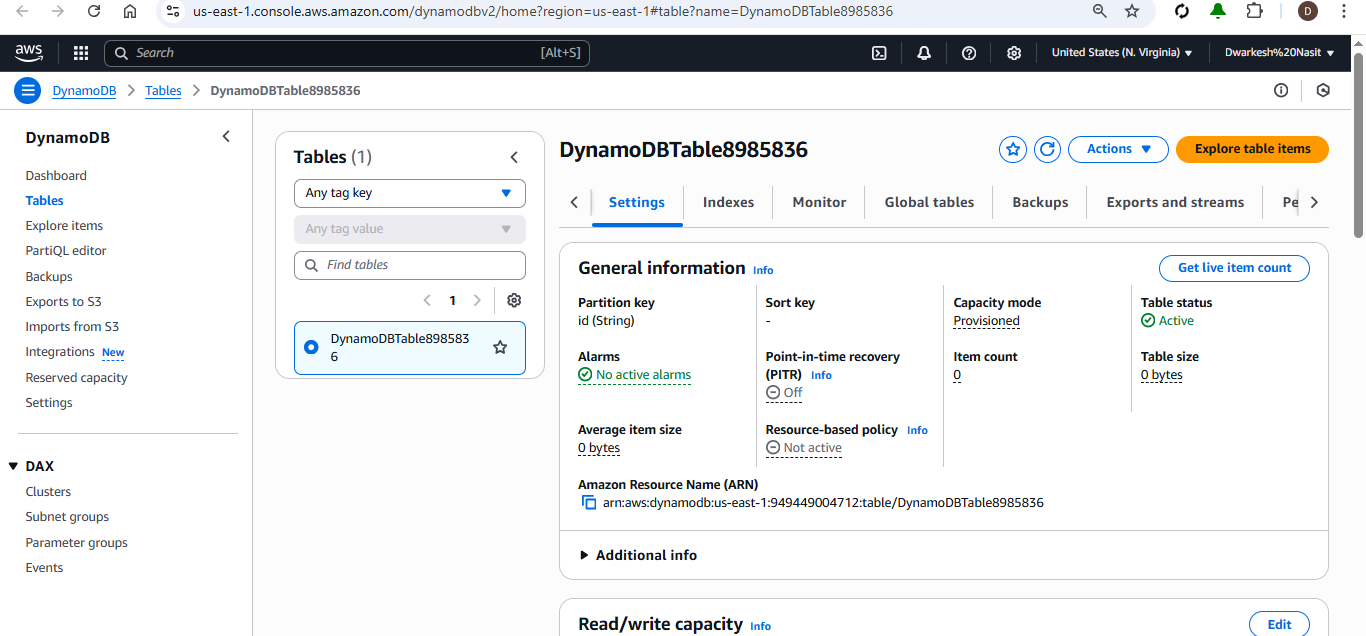 us-east-1.console.aws.amazon.com/dynamodbv2/home?region=us-east-1#table?name=DynamoDBTable8985836
D
aws
Search
[Alt+S]
United States (N. Virginia)
Dwarkesh%20Nasit
DynamoDB
Tables
DynamoDBTable8985836
DynamoDB
Dashboard
Tables
Explore items
PartiQL editor
Backups
Exports to S3
Imports from S3
Integrations New
Reserved capacity
Settings
DAX
Clusters
Subnet groups
Parameter groups
Events
Tables (1)
Any tag key
Any tag value
Find tables
1
DynamoDBTable898583
6
DynamoDBTable8985836
Actions
Explore table items
Settings
Indexes
Monitor
Global tables
Backups
Exports and streams
Pe
General information Info
Get live item count
Partition key
id (String)
Sort key
-
Capacity mode
Provisioned
Table status
Active
Alarms
No active alarms
Point-in-time recovery
(PITR) Info
Off
Item count
0
Table size
0 bytes
Average item size
0 bytes
Resource-based policy Info
Not active
Amazon Resource Name (ARN)
arn:aws:dynamodb:us-east-1:949449004712:table/DynamoDBTable8985836
Additional info
Read/write capacity Info
Edit